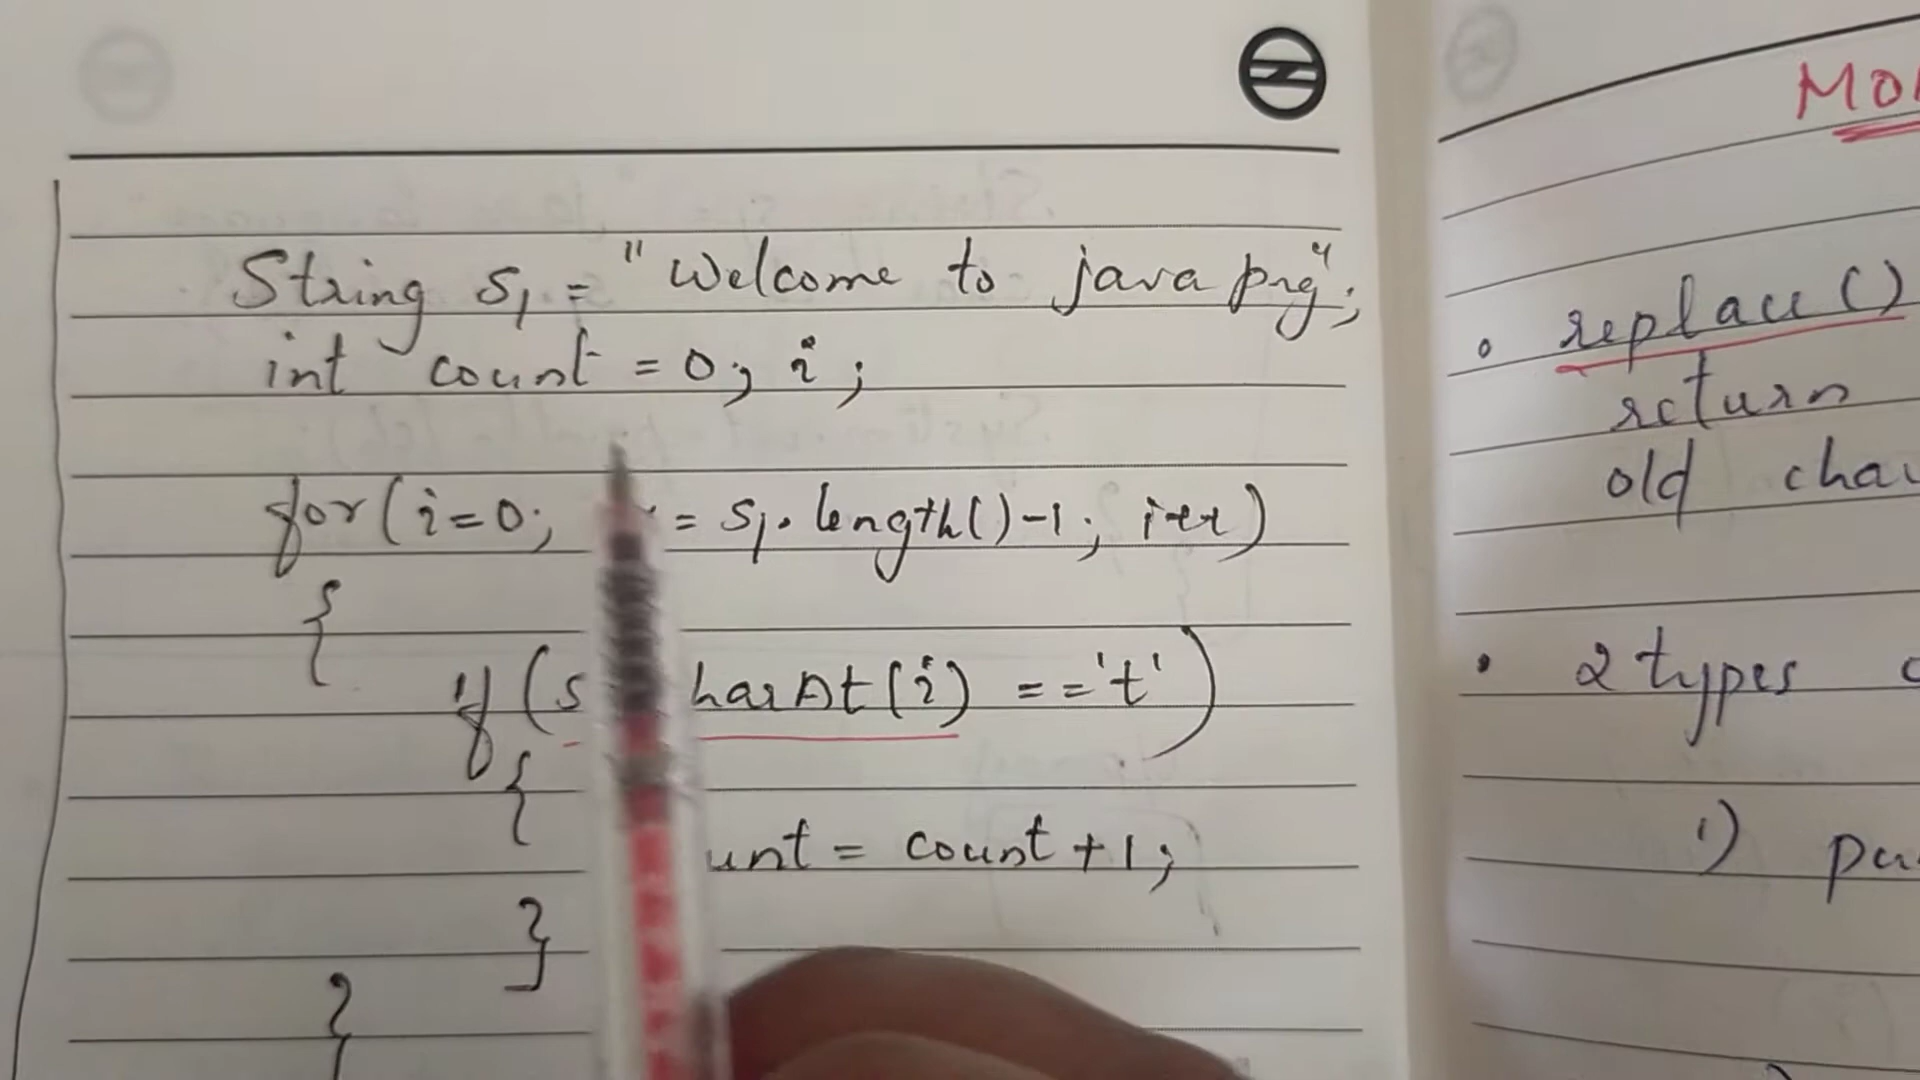 String s1 = "Welcome to java prg";
int count = 0; i;
for(i=0; = s1.length()-1; i++)
{
if(s harAt(i) =='t')
{
unt = count +1;
}
}
replace()
return
old char
2 types
1)